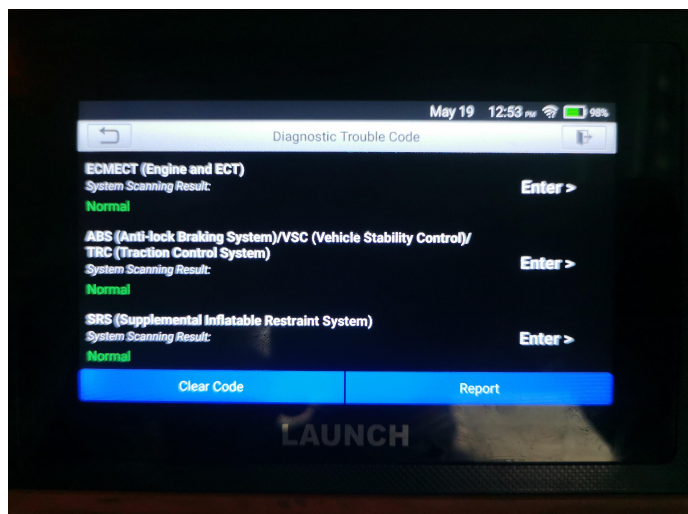 May 19 12:53 PM 98%
Diagnostic Trouble Code
ECMECT (Engine and ECT)
System Scanning Result:
Normal
Enter >
ABS (Anti-lock Braking System)/VSC (Vehicle Stability Control)/
TRC (Traction Control System)
System Scanning Result:
Normal
Enter >
SRS (Supplemental Inflatable Restraint System)
System Scanning Result:
Normal
Enter >
Clear Code
Report
LAUNCH